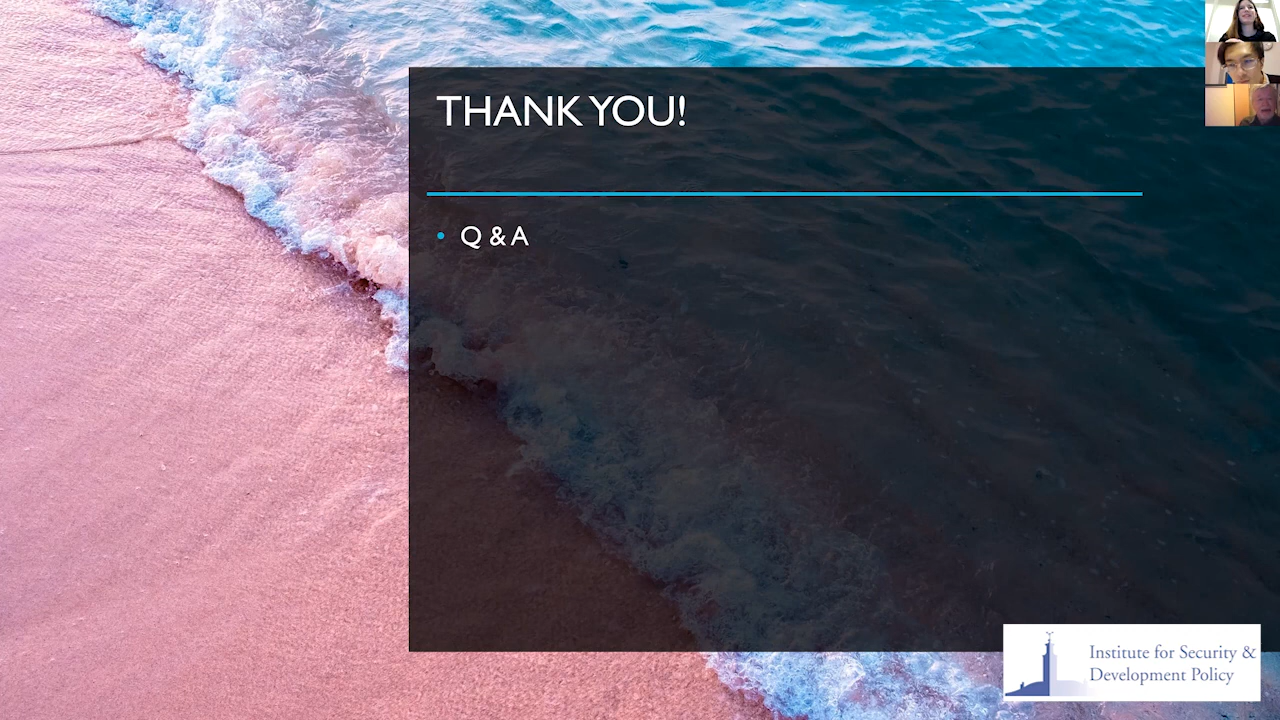 THANK YOU!
• Q & A
Institute for Security &
Development Policy